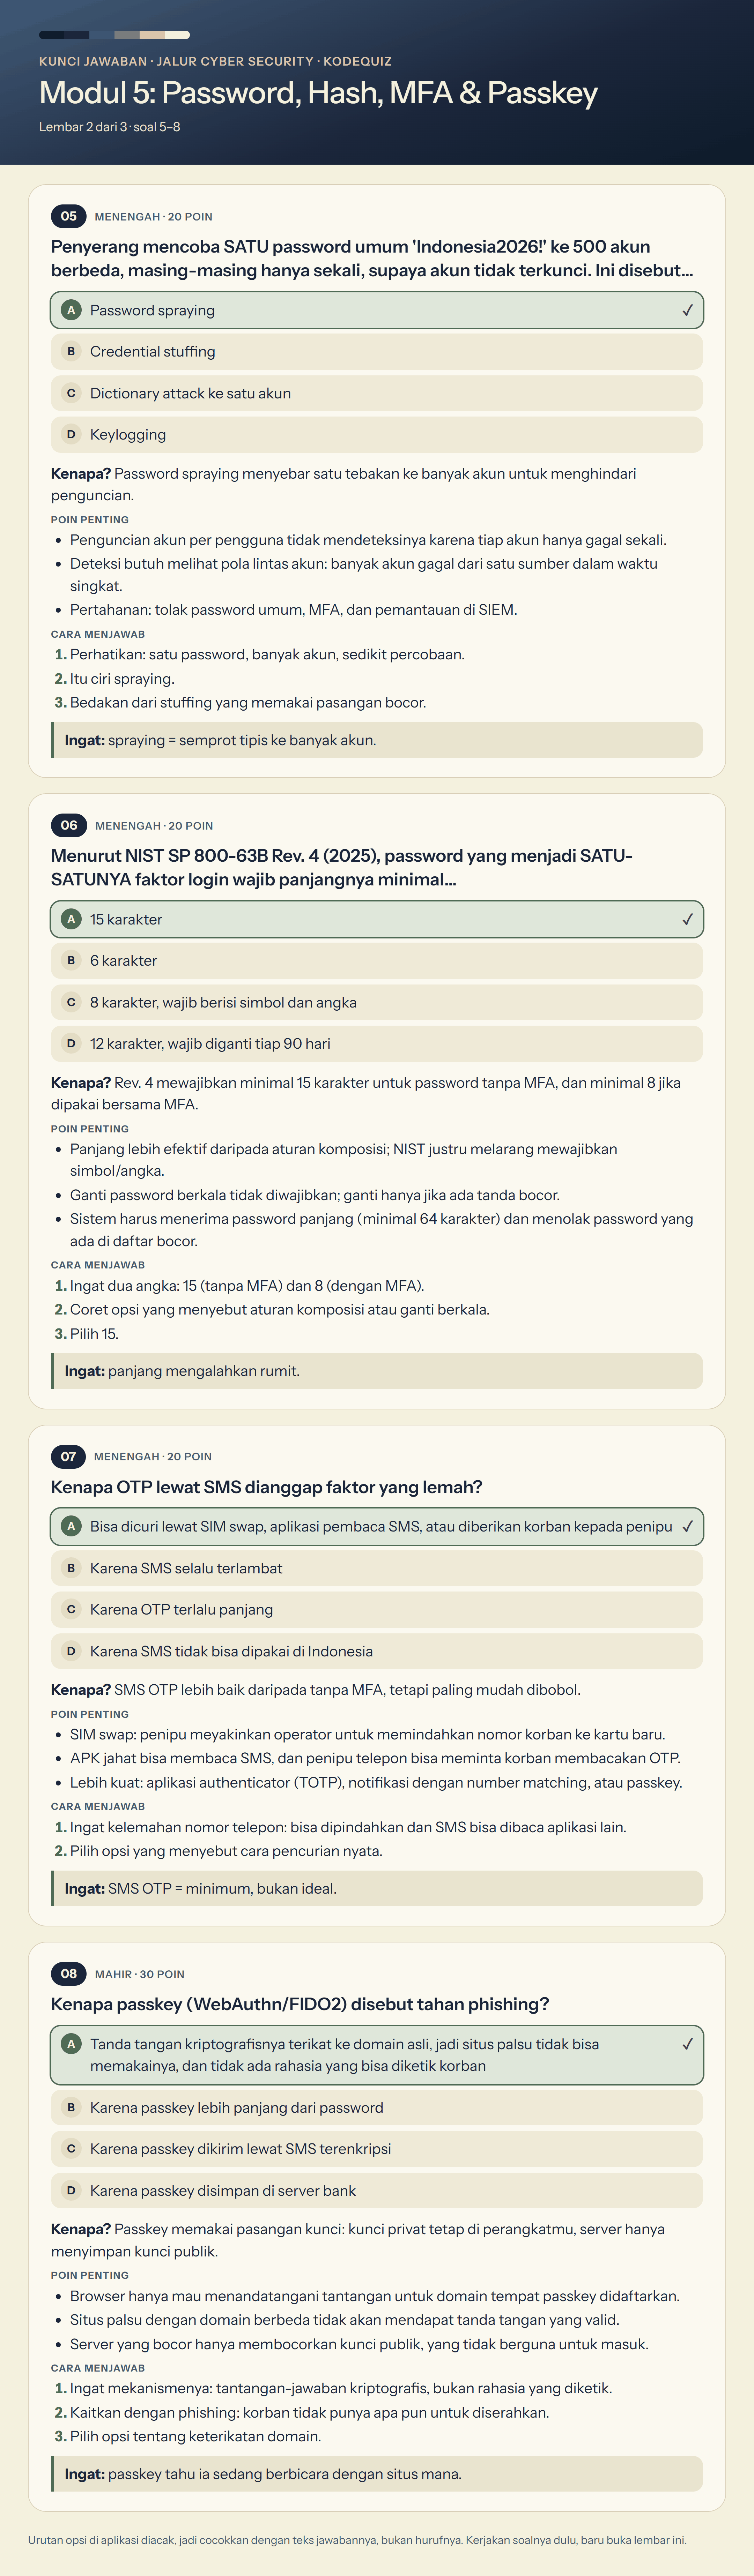 KUNCI JAWABAN · JALUR CYBER SECURITY · KODEQUIZ
Modul 5: Password, Hash, MFA & Passkey
Lembar 2 dari 3 · soal 5–8
05 MENENGAH · 20 POIN
Penyerang mencoba SATU password umum 'Indonesia2026!' ke 500 akun
berbeda, masing-masing hanya sekali, supaya akun tidak terkunci. Ini disebut...
A Password spraying ✓
B Credential stuffing
C Dictionary attack ke satu akun
D Keylogging
Kenapa? Password spraying menyebar satu tebakan ke banyak akun untuk menghindari
penguncian.
POIN PENTING
• Penguncian akun per pengguna tidak mendeteksinya karena tiap akun hanya gagal sekali.
• Deteksi butuh melihat pola lintas akun: banyak akun gagal dari satu sumber dalam waktu
singkat.
• Pertahanan: tolak password umum, MFA, dan pemantauan di SIEM.
CARA MENJAWAB
1. Perhatikan: satu password, banyak akun, sedikit percobaan.
2. Itu ciri spraying.
3. Bedakan dari stuffing yang memakai pasangan bocor.
Ingat: spraying = semprot tipis ke banyak akun.
06 MENENGAH · 20 POIN
Menurut NIST SP 800-63B Rev. 4 (2025), password yang menjadi SATU-
SATUNYA faktor login wajib panjangnya minimal...
A 15 karakter ✓
B 6 karakter
C 8 karakter, wajib berisi simbol dan angka
D 12 karakter, wajib diganti tiap 90 hari
Kenapa? Rev. 4 mewajibkan minimal 15 karakter untuk password tanpa MFA, dan minimal 8 jika
dipakai bersama MFA.
POIN PENTING
• Panjang lebih efektif daripada aturan komposisi; NIST justru melarang mewajibkan
simbol/angka.
• Ganti password berkala tidak diwajibkan; ganti hanya jika ada tanda bocor.
• Sistem harus menerima password panjang (minimal 64 karakter) dan menolak password yang
ada di daftar bocor.
CARA MENJAWAB
1. Ingat dua angka: 15 (tanpa MFA) dan 8 (dengan MFA).
2. Coret opsi yang menyebut aturan komposisi atau ganti berkala.
3. Pilih 15.
Ingat: panjang mengalahkan rumit.
07 MENENGAH · 20 POIN
Kenapa OTP lewat SMS dianggap faktor yang lemah?
A Bisa dicuri lewat SIM swap, aplikasi pembaca SMS, atau diberikan korban kepada penipu ✓
B Karena SMS selalu terlambat
C Karena OTP terlalu panjang
D Karena SMS tidak bisa dipakai di Indonesia
Kenapa? SMS OTP lebih baik daripada tanpa MFA, tetapi paling mudah dibobol.
POIN PENTING
• SIM swap: penipu meyakinkan operator untuk memindahkan nomor korban ke kartu baru.
• APK jahat bisa membaca SMS, dan penipu telepon bisa meminta korban membacakan OTP.
• Lebih kuat: aplikasi authenticator (TOTP), notifikasi dengan number matching, atau passkey.
CARA MENJAWAB
1. Ingat kelemahan nomor telepon: bisa dipindahkan dan SMS bisa dibaca aplikasi lain.
2. Pilih opsi yang menyebut cara pencurian nyata.
Ingat: SMS OTP = minimum, bukan ideal.
08 MAHIR · 30 POIN
Kenapa passkey (WebAuthn/FIDO2) disebut tahan phishing?
A Tanda tangan kriptografisnya terikat ke domain asli, jadi situs palsu tidak bisa ✓
memakainya, dan tidak ada rahasia yang bisa diketik korban
B Karena passkey lebih panjang dari password
C Karena passkey dikirim lewat SMS terenkripsi
D Karena passkey disimpan di server bank
Kenapa? Passkey memakai pasangan kunci: kunci privat tetap di perangkatmu, server hanya
menyimpan kunci publik.
POIN PENTING
• Browser hanya mau menandatangani tantangan untuk domain tempat passkey didaftarkan.
• Situs palsu dengan domain berbeda tidak akan mendapat tanda tangan yang valid.
• Server yang bocor hanya membocorkan kunci publik, yang tidak berguna untuk masuk.
CARA MENJAWAB
1. Ingat mekanismenya: tantangan-jawaban kriptografis, bukan rahasia yang diketik.
2. Kaitkan dengan phishing: korban tidak punya apa pun untuk diserahkan.
3. Pilih opsi tentang keterikatan domain.
Ingat: passkey tahu ia sedang berbicara dengan situs mana.
Urutan opsi di aplikasi diacak, jadi cocokkan dengan teks jawabannya, bukan hurufnya. Kerjakan soalnya dulu, baru buka lembar ini.